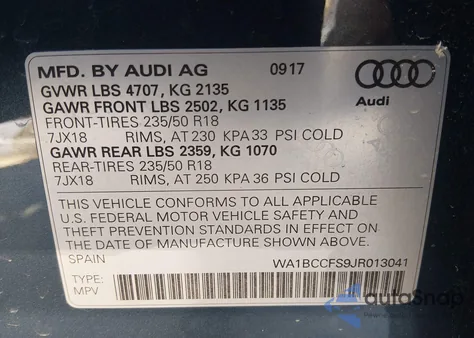 MFD. BY AUDI AG 09 17
GVWR LBS 4707, KG 2135
GAWR FRONT LBS 2502, KG 1135
FRONT-TIRES 235/50 R18
7JX18 RIMS, AT 230 KPA 33 PSI COLD
GAWR REAR LBS 2359, KG 1070
REAR-TIRES 235/50 R18
7JX18 RIMS, AT 250 KPA 36 PSI COLD
Audi
THIS VEHICLE CONFORMS TO ALL APPLICABLE
U.S. FEDERAL MOTOR VEHICLE SAFETY AND
THEFT PREVENTION STANDARDS IN EFFECT ON
THE DATE OF MANUFACTURE SHOWN ABOVE.
SPAIN WA1BCCFS9JR013041
TYPE:
MPV
autoSnap